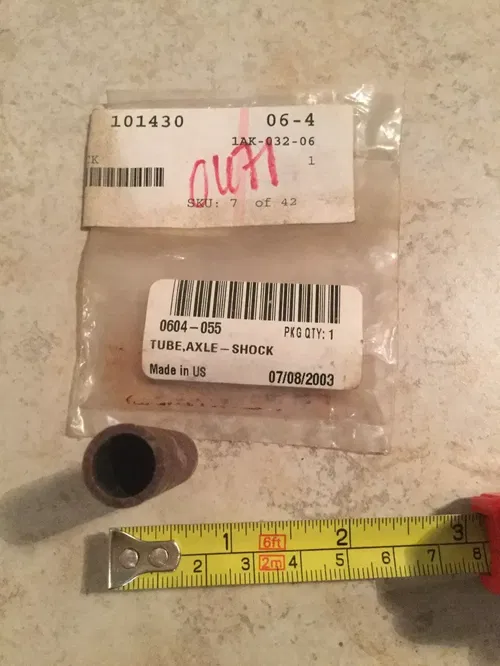 101430 06-4
1AK-032-06
CK 1
0471
SKU: 7 of 42
0604-055 PKG QTY: 1
TUBE,AXLE-SHOCK
Made in US 07/08/2003
1 6ft 2 3
2 3 2m 4 5 6 7 8